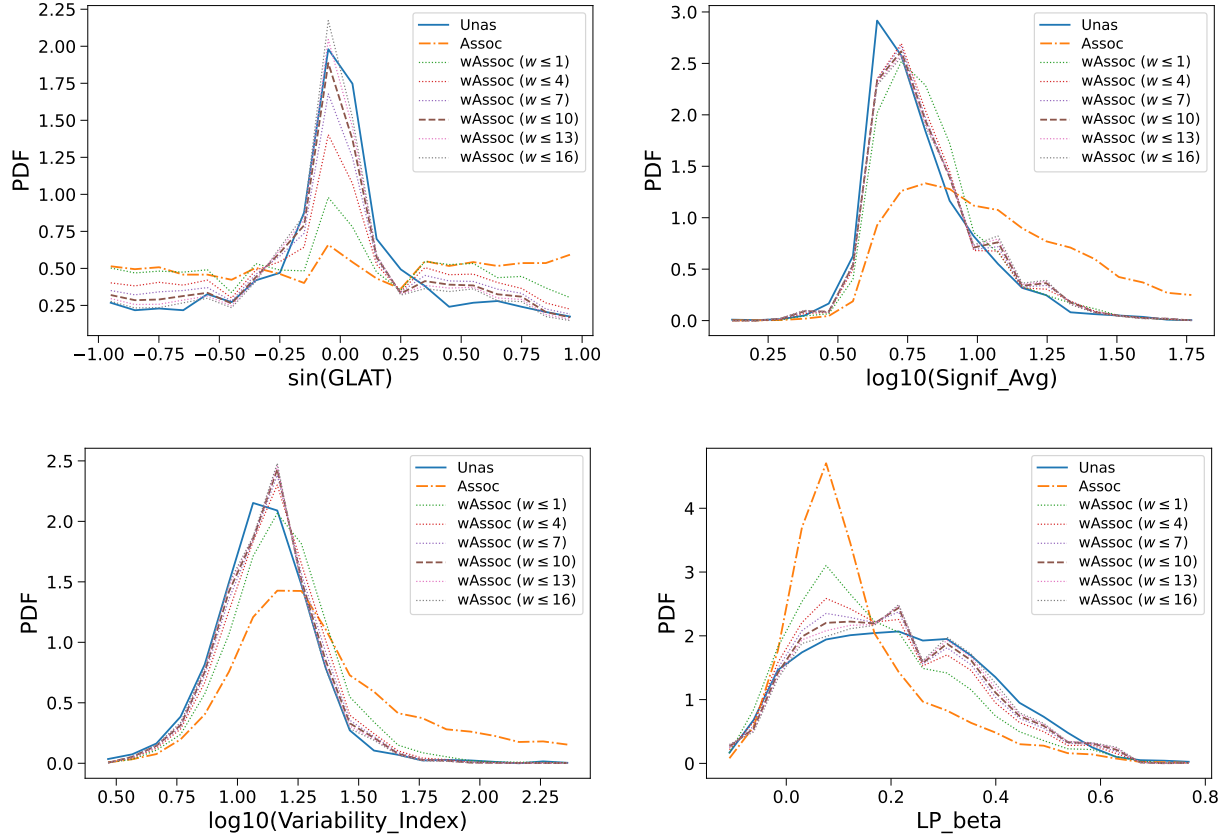 2.25
2.00
1.75
1.50
1.25
1.00
0.75
0.50
0.25
PDF
−1.00 −0.75 −0.50 −0.25 0.00 0.25 0.50 0.75 1.00
sin(GLAT)
Unas
Assoc
wAssoc (w ≤ 1)
wAssoc (w ≤ 4)
wAssoc (w ≤ 7)
wAssoc (w ≤ 10)
wAssoc (w ≤ 13)
wAssoc (w ≤ 16)
3.0
2.5
2.0
1.5
1.0
0.5
0.0
PDF
0.25 0.50 0.75 1.00 1.25 1.50 1.75
log10(Signif_Avg)
Unas
Assoc
wAssoc (w ≤ 1)
wAssoc (w ≤ 4)
wAssoc (w ≤ 7)
wAssoc (w ≤ 10)
wAssoc (w ≤ 13)
wAssoc (w ≤ 16)
2.5
2.0
1.5
1.0
0.5
0.0
PDF
0.50 0.75 1.00 1.25 1.50 1.75 2.00 2.25
log10(Variability_Index)
Unas
Assoc
wAssoc (w ≤ 1)
wAssoc (w ≤ 4)
wAssoc (w ≤ 7)
wAssoc (w ≤ 10)
wAssoc (w ≤ 13)
wAssoc (w ≤ 16)
4
3
2
1
0
PDF
0.0 0.2 0.4 0.6 0.8
LP_beta
Unas
Assoc
wAssoc (w ≤ 1)
wAssoc (w ≤ 4)
wAssoc (w ≤ 7)
wAssoc (w ≤ 10)
wAssoc (w ≤ 13)
wAssoc (w ≤ 16)